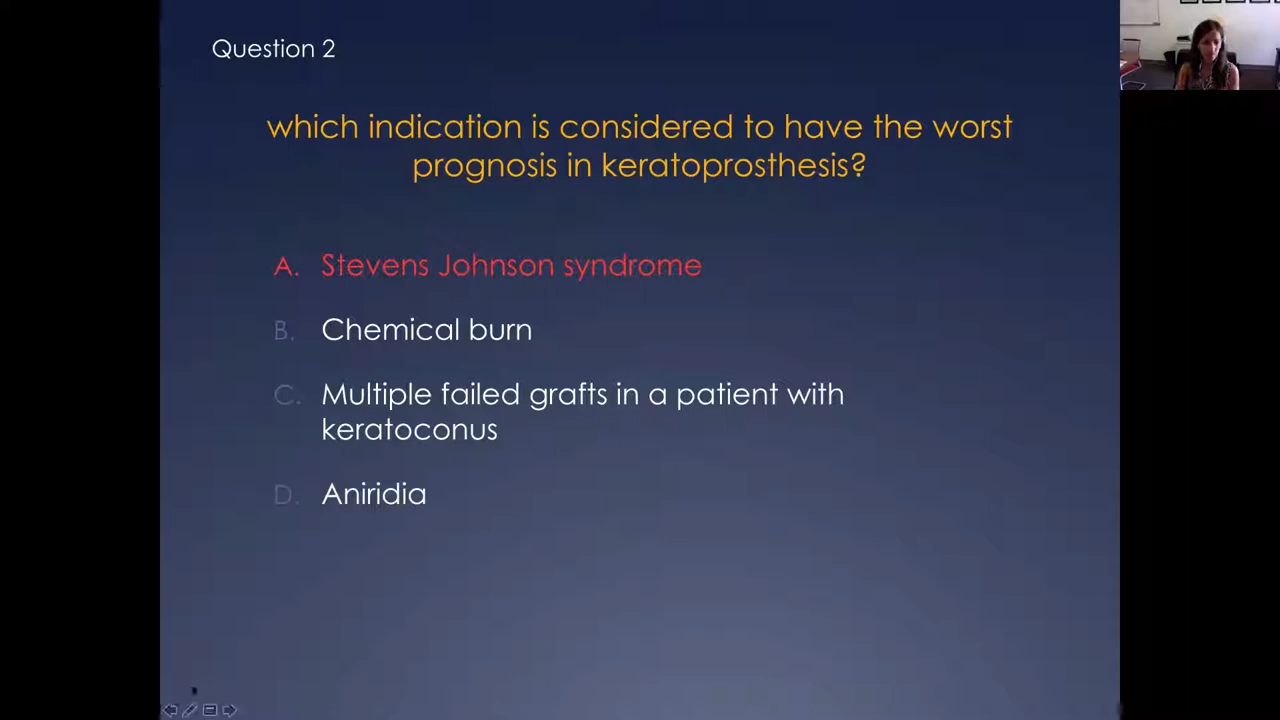 Question 2
which indication is considered to have the worst
prognosis in keratoprosthesis?
A. Stevens Johnson syndrome
B. Chemical burn
C. Multiple failed grafts in a patient with
keratoconus
D. Aniridia